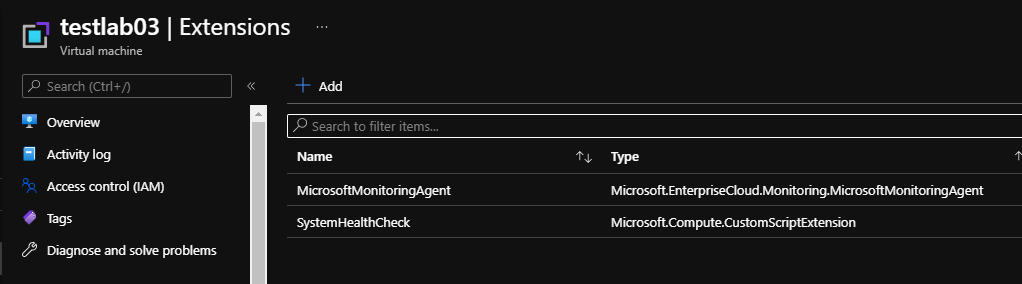 testlab03 | Extensions ...
Virtual machine
Search (Ctrl+/)
«
Add
Overview
Activity log
Access control (IAM)
Tags
Diagnose and solve problems
Search to filter items...
Name Type
MicrosoftMonitoringAgent Microsoft.EnterpriseCloud.Monitoring.MicrosoftMonitoringAgent
SystemHealthCheck Microsoft.Compute.CustomScriptExtension